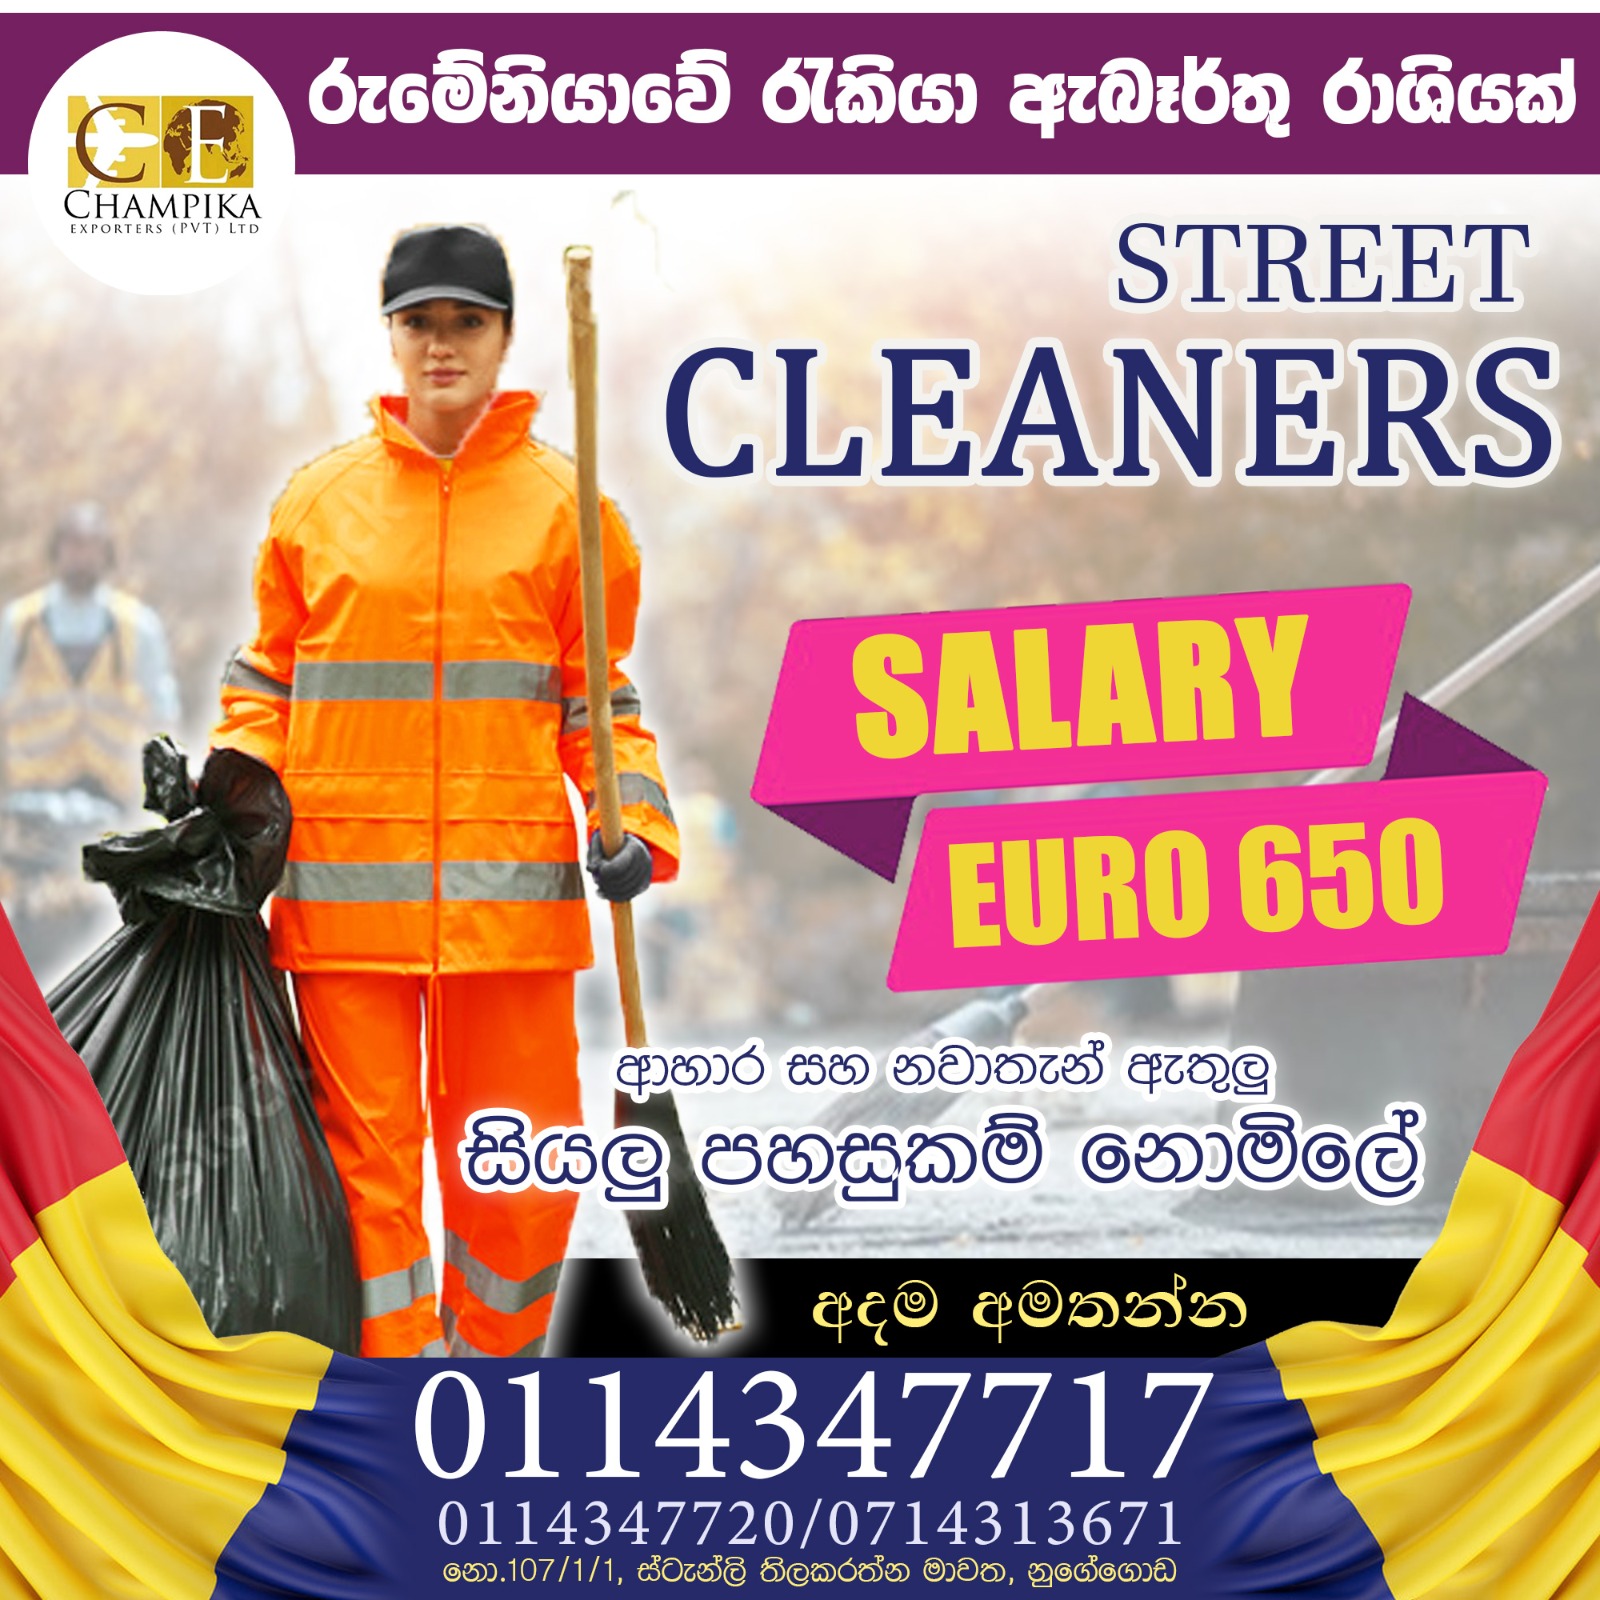 රුමේනියාවේ රැකියා ඇබෑර්තු රාශියක්
CE
CHAMPIKA
EXPORTERS (PVT) LTD
STREET
CLEANERS
SALARY
EURO 650
ආහාර සහ නවාතැන් ඇතුලු
සියලු පහසුකම් නොමිලේ
අදම අමතන්න
0114347717
0114347720/0714313671
නො.107/1/1, ස්ටැන්ලි තිලකරත්න මාවත, නුගේගොඩ